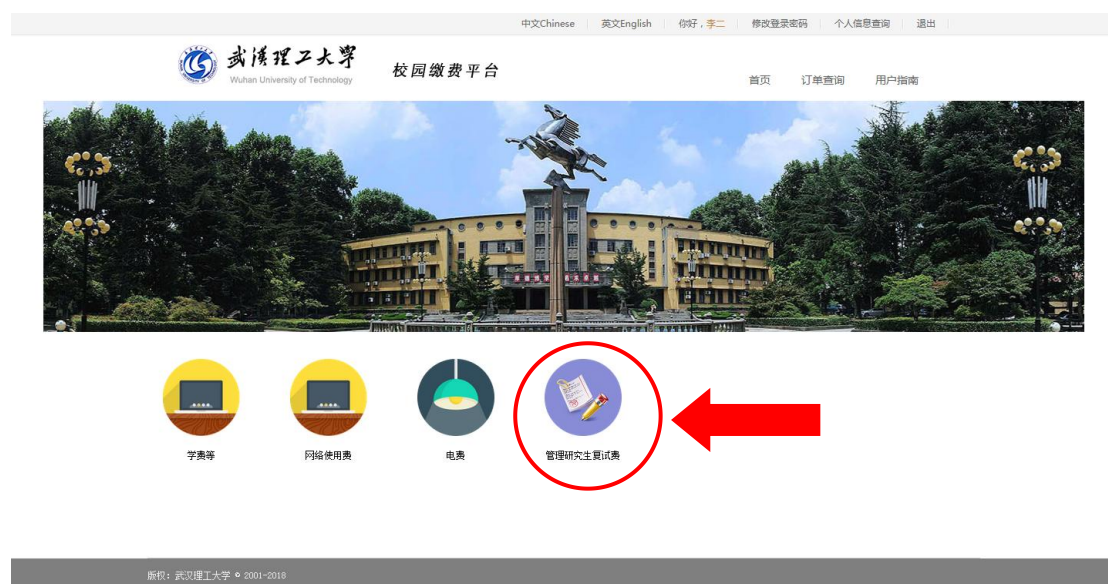 中文Chinese 英文English 你好，李二 修改登录密码 个人信息查询 退出
武漢理工大学
Wuhan University of Technology
校园缴费平台
首页 订单查询 用户指南
学费等 网络使用费 电费 管理研究生复试费
版权：武汉理工大学 © 2001-2018